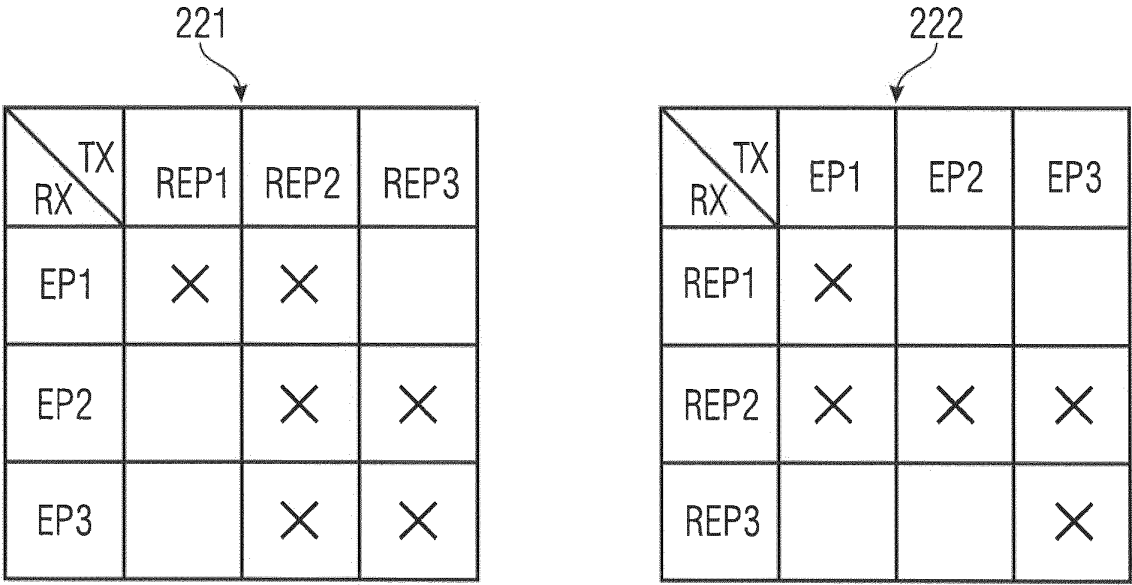 221
TX RX REP1 REP2 REP3
EP1 × ×
EP2 × ×
EP3 × ×
222
TX RX EP1 EP2 EP3
REP1 ×
REP2 × × ×
REP3 ×